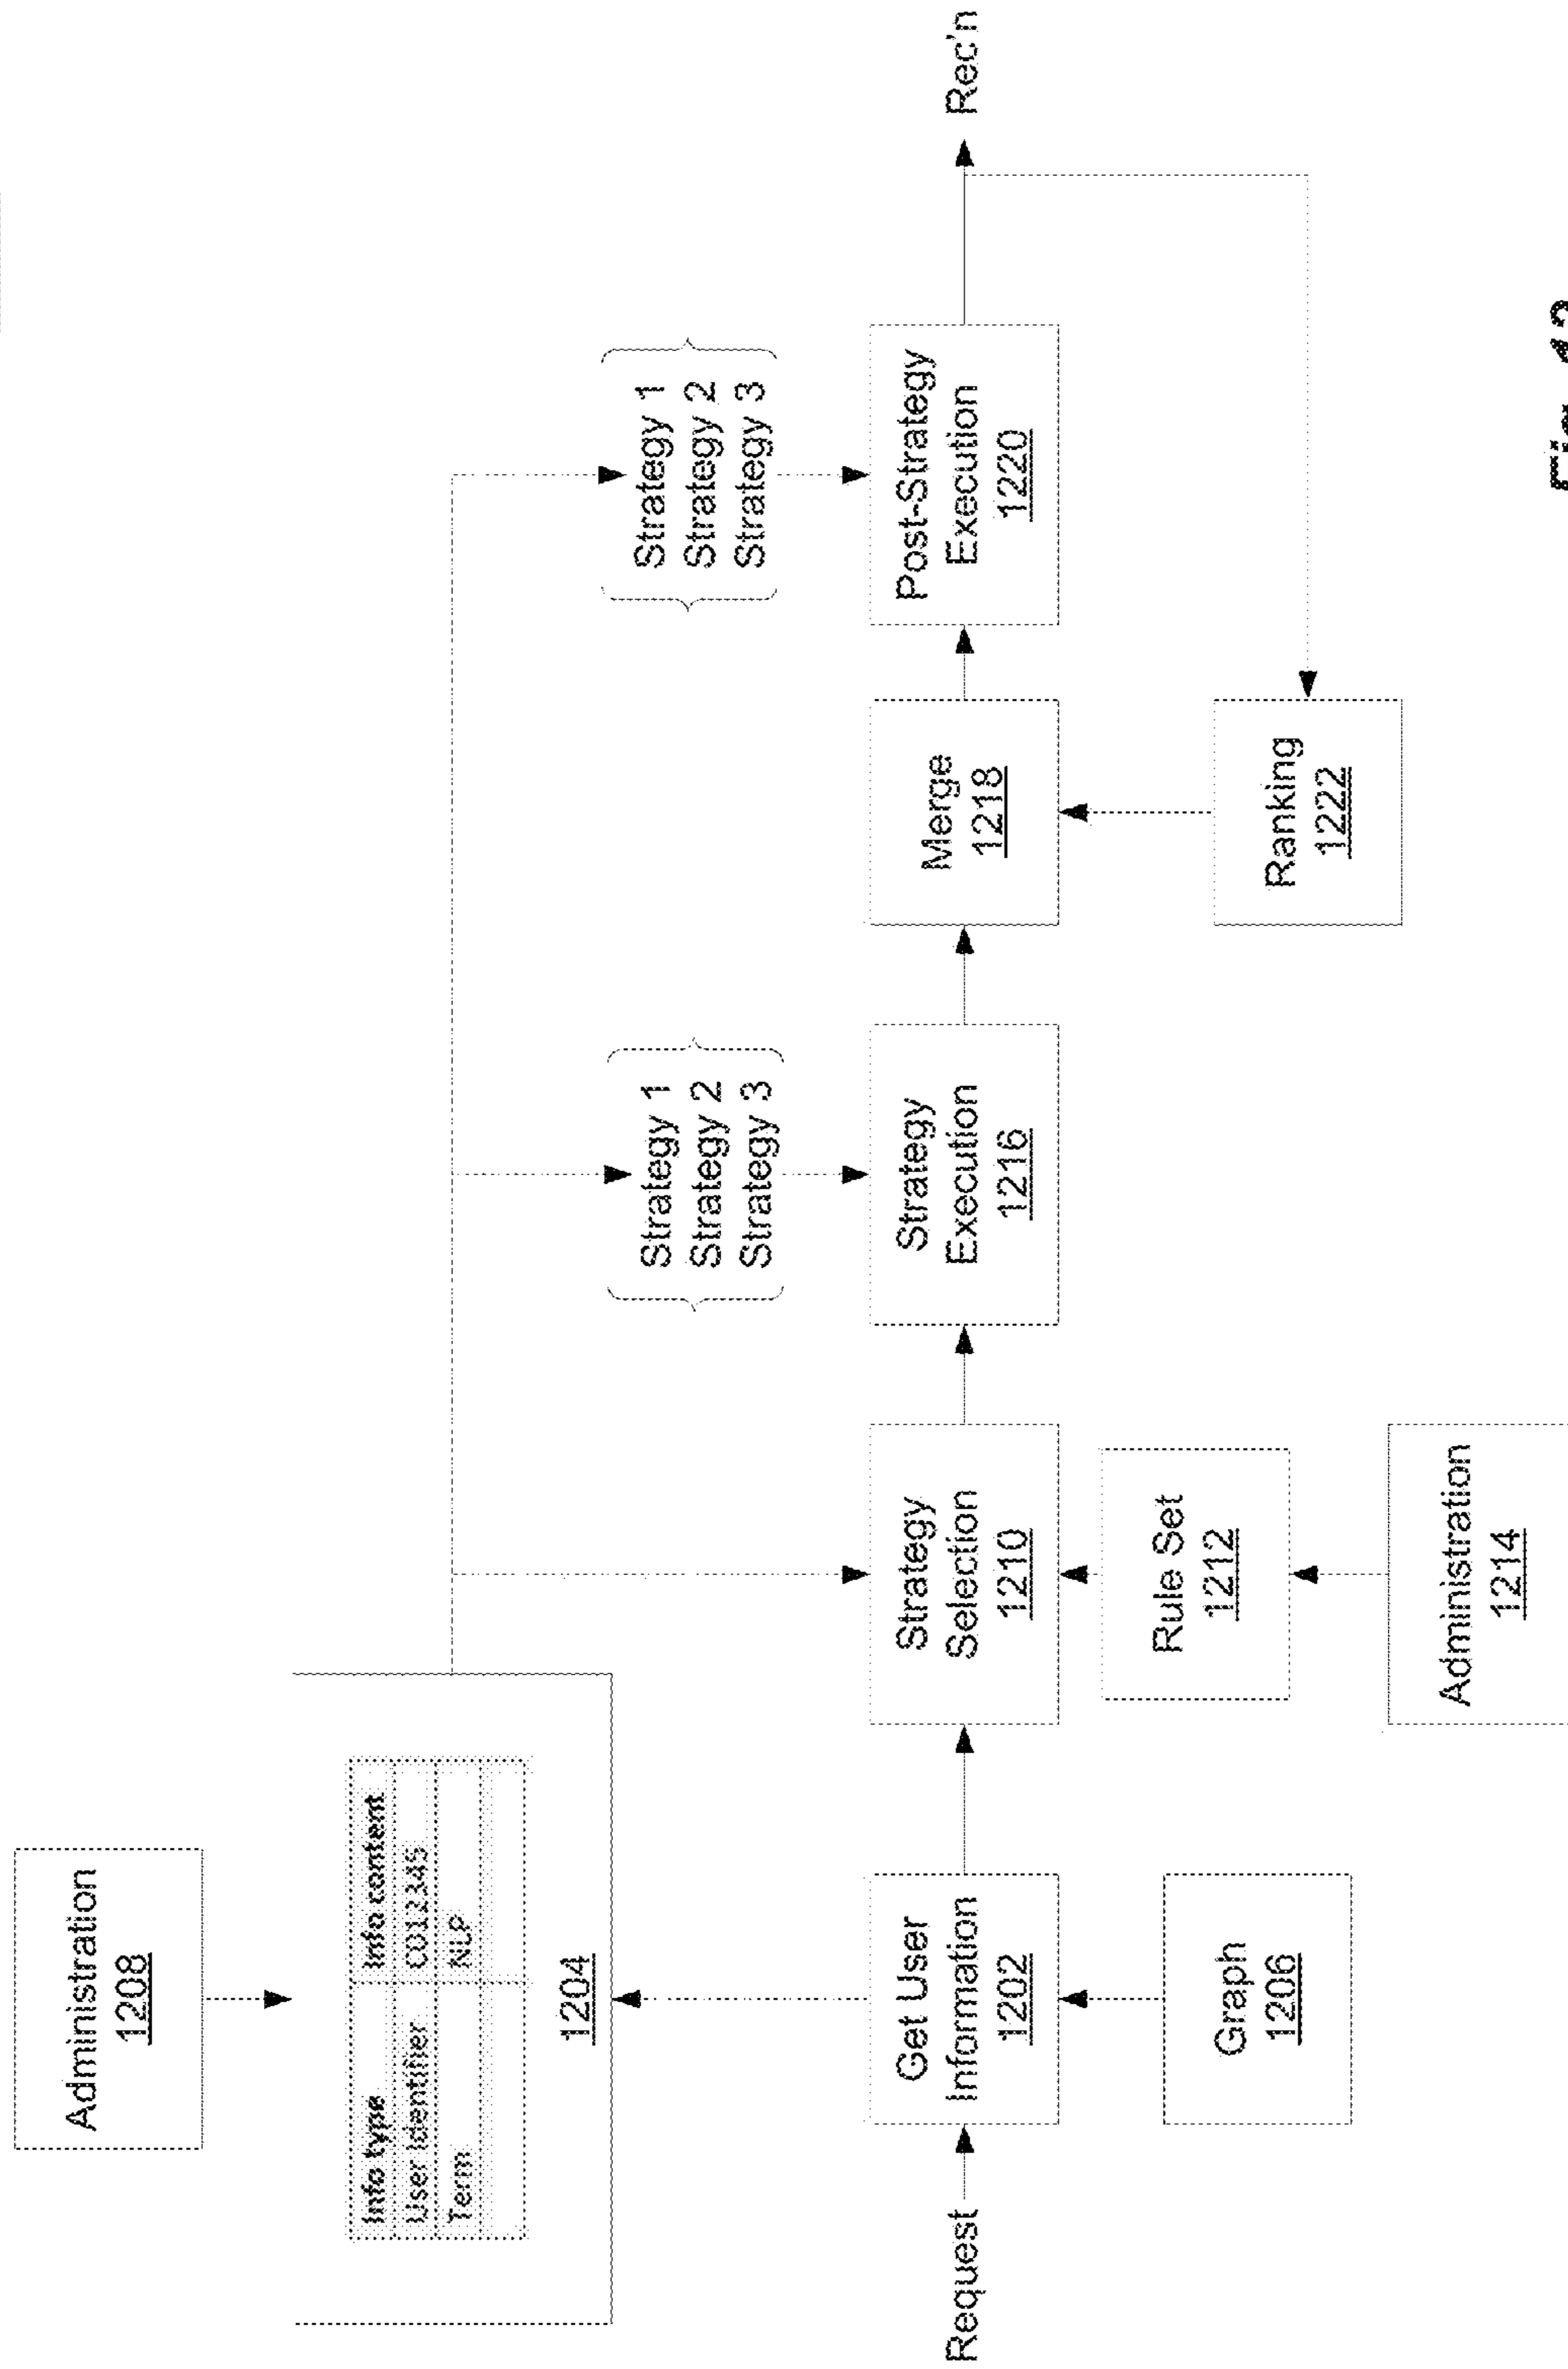 Administration
1208
Info type Info content
User Identifier C012345
Term NLP
1204
Strategy 1
Strategy 2
Strategy 3
Strategy 1
Strategy 2
Strategy 3
Request
Get User
Information
1202
Strategy
Selection
1210
Strategy
Execution
1216
Merge
1218
Post-Strategy
Execution
1220
Rec'n
Graph
1206
Rule Set
1212
Ranking
1222
Administration
1214